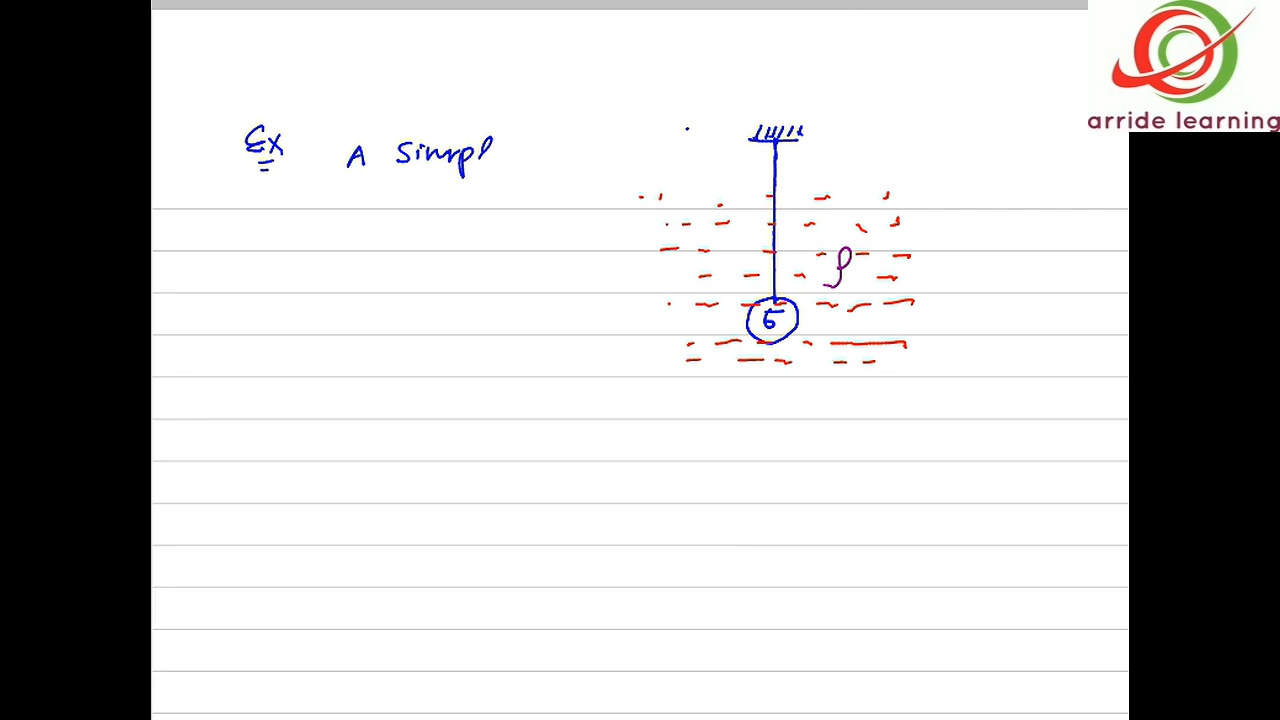 Ex A Simpl
ρ
σ
arride learning